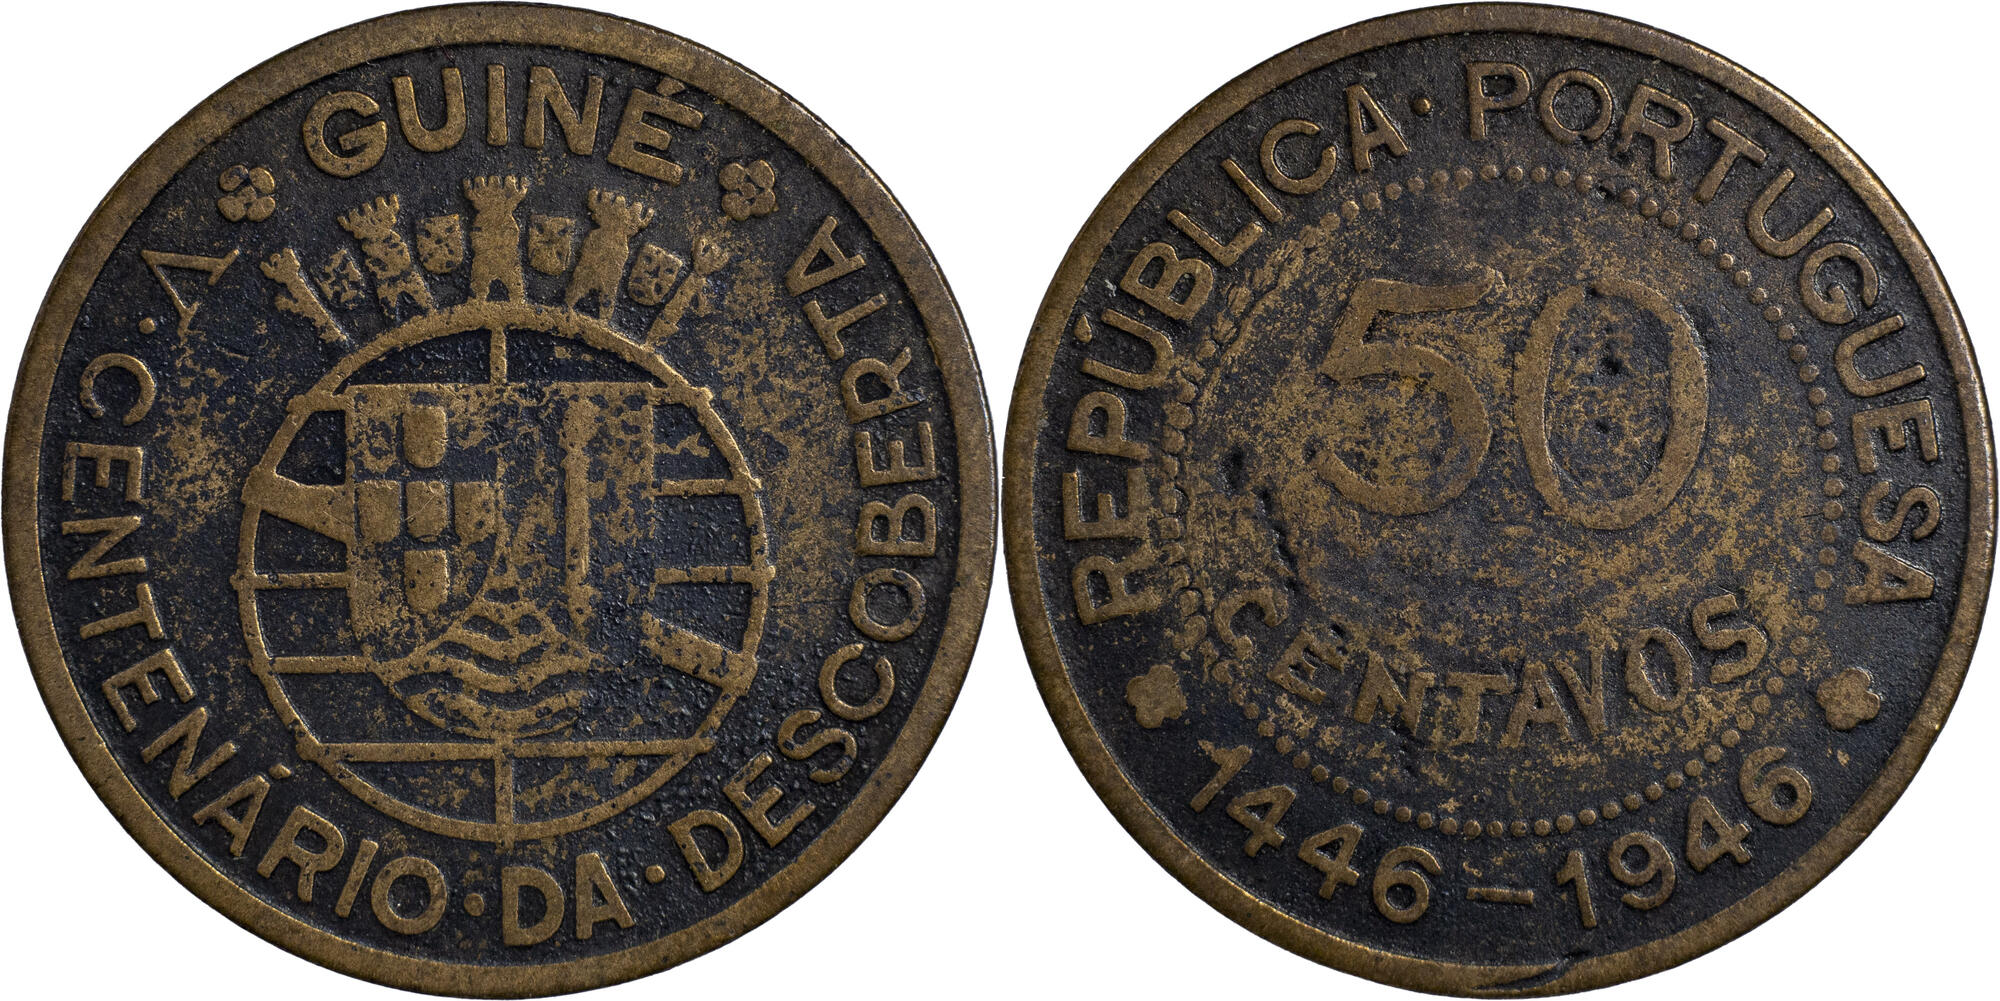 GUINÉ
V·CENTENÁRIO·DA·DESCOBERTA
REPÚBLICA·PORTUGUESA
50
CENTAVOS
1446–1946